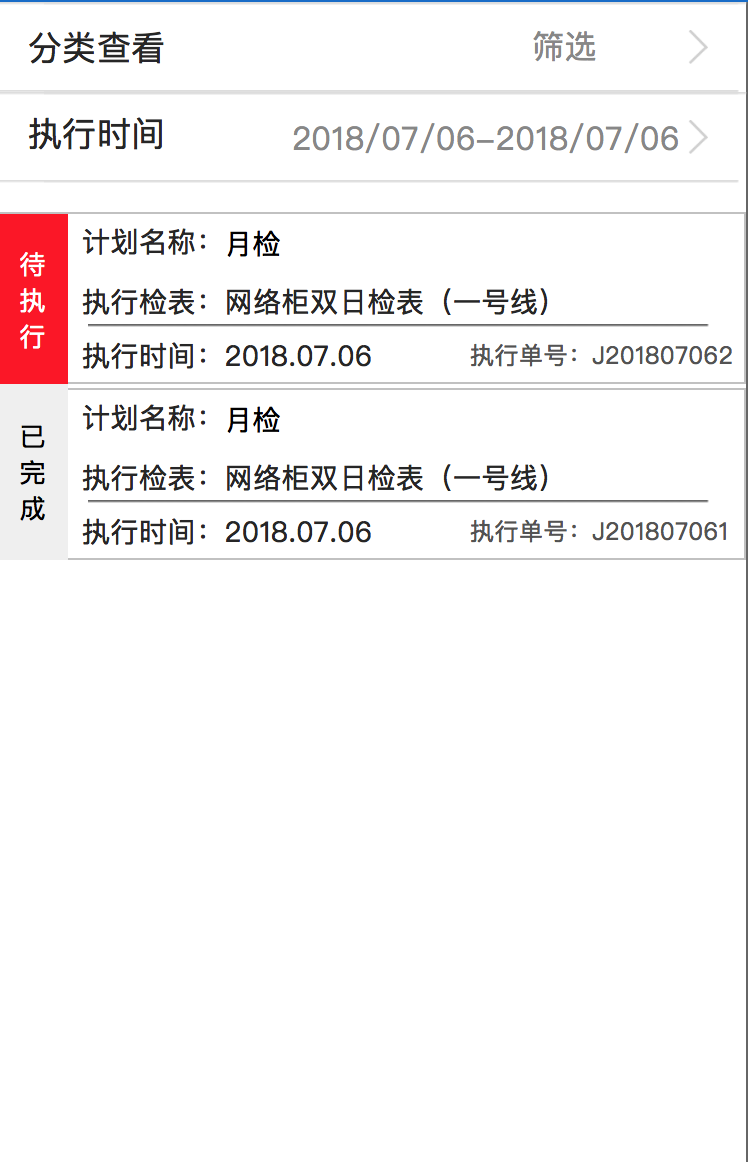 分类查看 筛选
执行时间 2018/07/06-2018/07/06
待执行
计划名称：月检
执行检表：网络柜双日检表（一号线）
执行时间：2018.07.06 执行单号：J201807062
已完成
计划名称：月检
执行检表：网络柜双日检表（一号线）
执行时间：2018.07.06 执行单号：J201807061